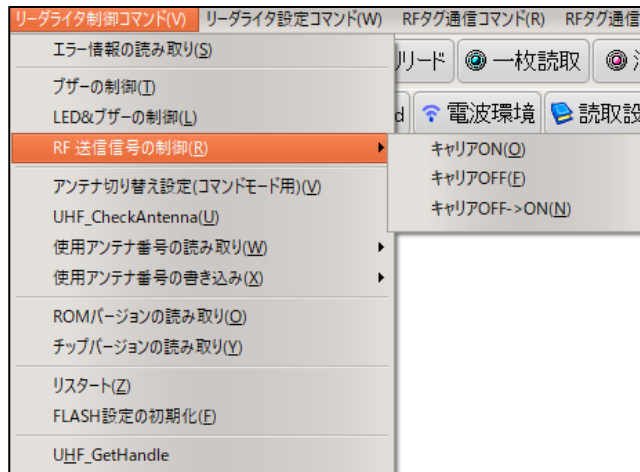 リーダライタ制御コマンド(V) リーダライタ設定コマンド(W) RFタグ通信コマンド(R) RFタグ通信
エラー情報の読み取り(S)
リード 一枚読取
ブザーの制御(T)
LED&ブザーの制御(L)
d 電波環境 読取設
RF 送信信号の制御(R)
キャリアON(O)
キャリアOFF(F)
キャリアOFF->ON(N)
アンテナ切り替え設定(コマンドモード用)(V)
UHF_CheckAntenna(U)
使用アンテナ番号の読み取り(W)
使用アンテナ番号の書き込み(X)
ROMバージョンの読み取り(O)
チップバージョンの読み取り(Y)
リスタート(Z)
FLASH設定の初期化(F)
UHF_GetHandle